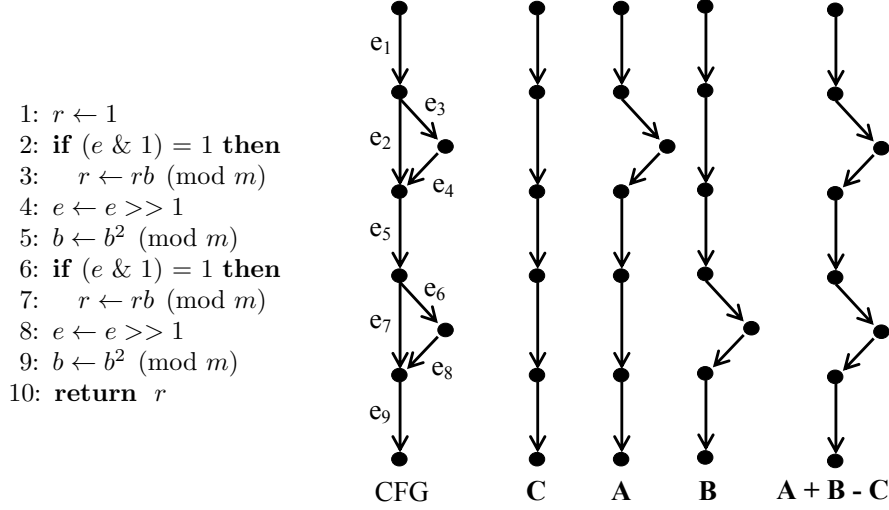 1: r ← 1
2: if (e & 1) = 1 then
3: r ← rb (mod m)
4: e ← e >> 1
5: b ← b² (mod m)
6: if (e & 1) = 1 then
7: r ← rb (mod m)
8: e ← e >> 1
9: b ← b² (mod m)
10: return r
e₁
e₃
e₂
e₄
e₅
e₆
e₇
e₈
e₉
CFG
C
A
B
A + B - C